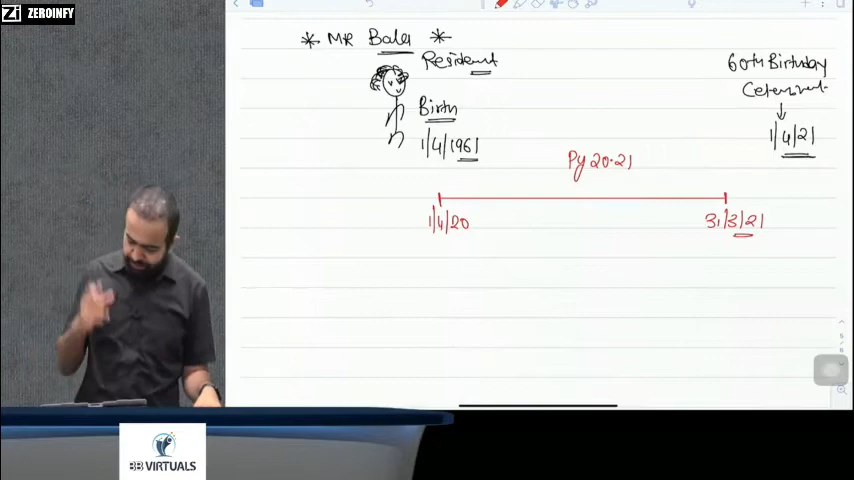 Zi ZEROINFY
* MR Bala *
Resident
Birth
1/4/1961
60th Birthday
1/4/21
Py 20-21
1/4/20
31/3/21
BB VIRTUALS